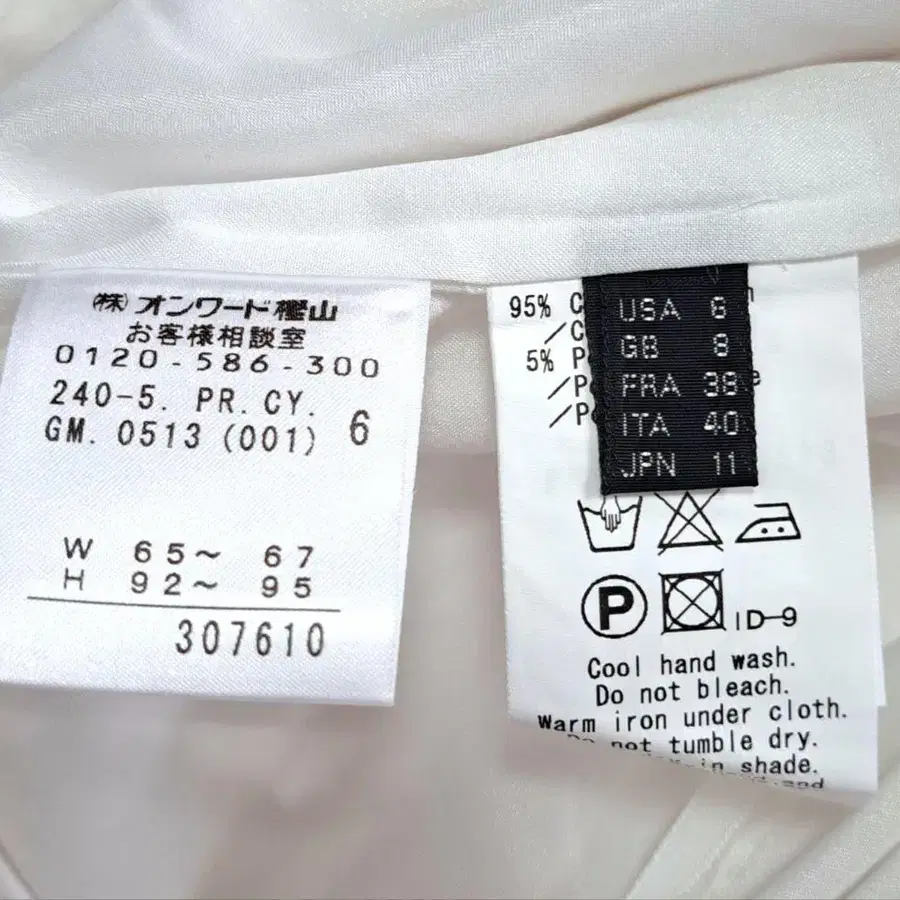 (株)オンワード樫山
お客様相談室
0120-586-300
240-5. PR.CY.
GM. 0513 (001) 6
W 65～ 67
H 92～ 95
307610
95%
5%
USA 6
GB 8
FRA 38
ITA 40
JPN 11
P
ID-9
Cool hand wash.
Do not bleach.
Warm iron under cloth.
Do not tumble dry.
in shade.
and